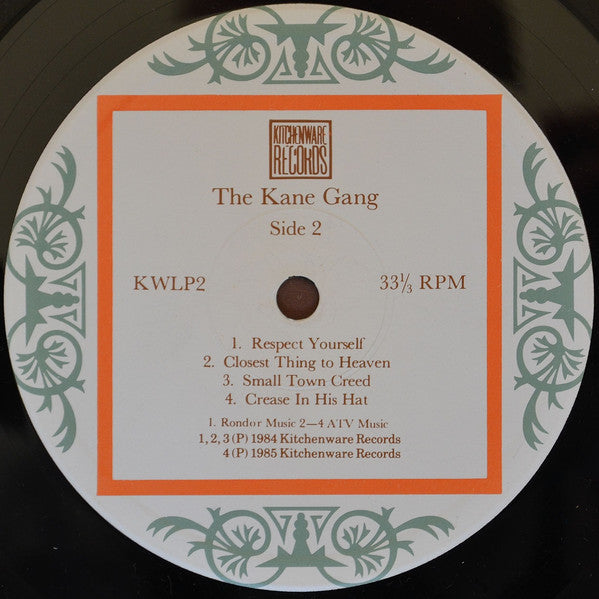 KITCHENWARE
RECORDS
The Kane Gang
Side 2
KWLP2 33⅓ RPM
1. Respect Yourself
2. Closest Thing to Heaven
3. Small Town Creed
4. Crease In His Hat
1. Rondor Music 2—4 ATV Music
1, 2, 3 (P) 1984 Kitchenware Records
4 (P) 1985 Kitchenware Records